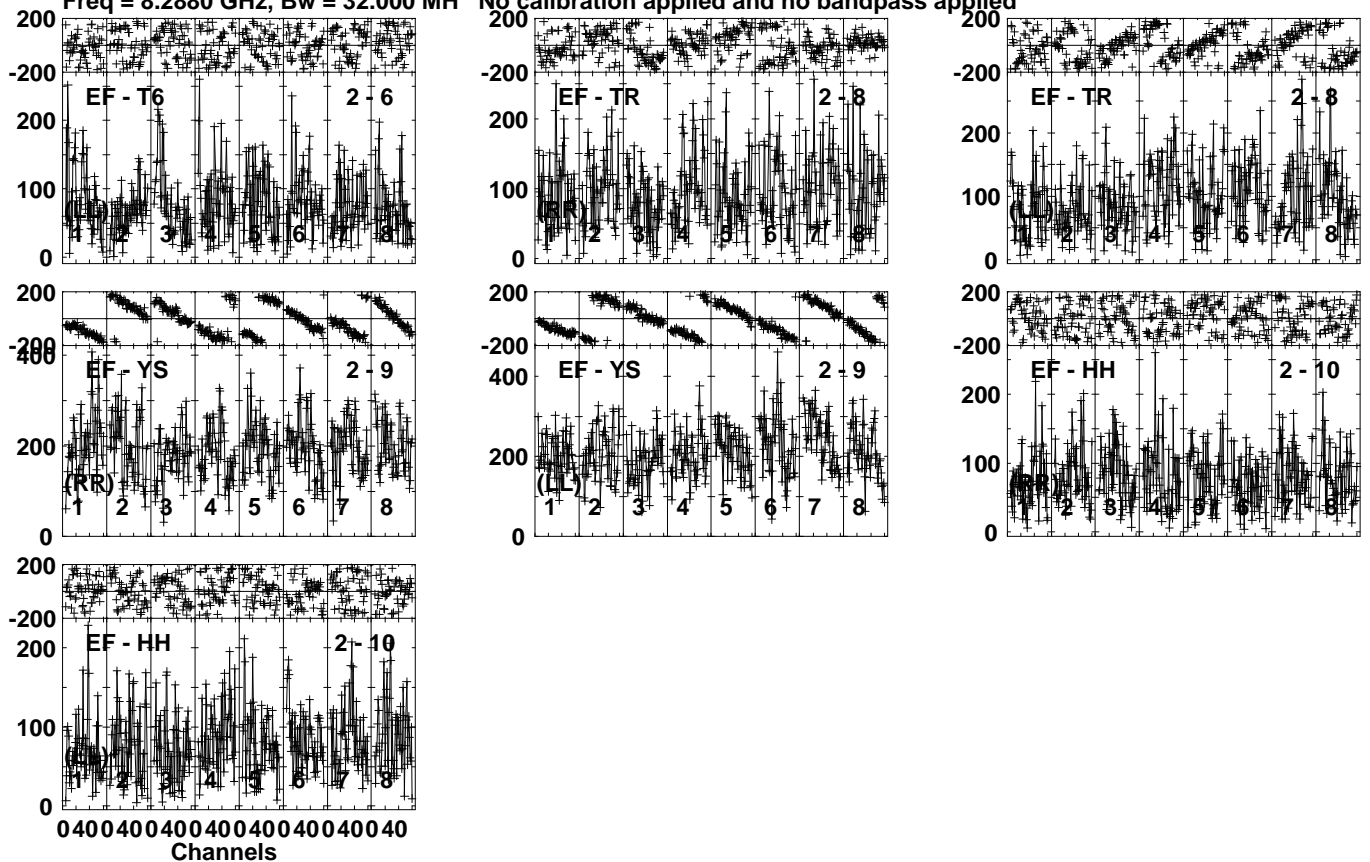 Freq = 8.2880 GHz, Bw = 32.000 MH No calibration applied and no bandpass applied
200
-200
EF - T6 2 - 6
200
100
0
(LL)
1 2 3 4 5 6 7 8
EF - TR 2 - 8
200
-200
200
100
0
(RR)
1 2 3 4 5 6 7 8
EF - TR 2 - 8
200
-200
200
100
0
(LL)
1 2 3 4 5 6 7 8
200
-200
400
EF - YS 2 - 9
200
0
(RR)
1 2 3 4 5 6 7 8
200
-200
EF - YS 2 - 9
400
200
0
(LL)
1 2 3 4 5 6 7 8
200
-200
EF - HH 2 - 10
200
100
0
(RR)
1 2 3 4 5 6 7 8
200
-200
EF - HH 2 - 10
200
100
0
(LL)
1 2 3 4 5 6 7 8
0 40 0 40 0 40 0 40 0 40 0 40 0 40 0 40
Channels